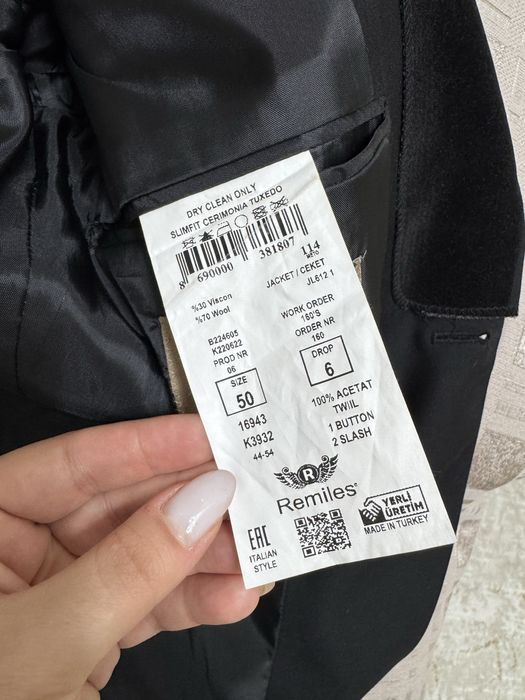 DRY CLEAN ONLY
SLIMFIT CERIMONIA TUXEDO
8 690000 381807
114
JACKET / CEKET
JL612 1
%30 Viscon
%70 Wool
WORK ORDER
160'S
ORDER NR
160
B224605
K220622
PROD NR
06
SIZE
50
DROP
6
16943
K3932
44-54
100% ACETAT
TWIIL
1 BUTTON
2 SLASH
R
Remiles
EAC
ITALIAN
STYLE
YERLİ
ÜRETİM
MADE IN TURKEY